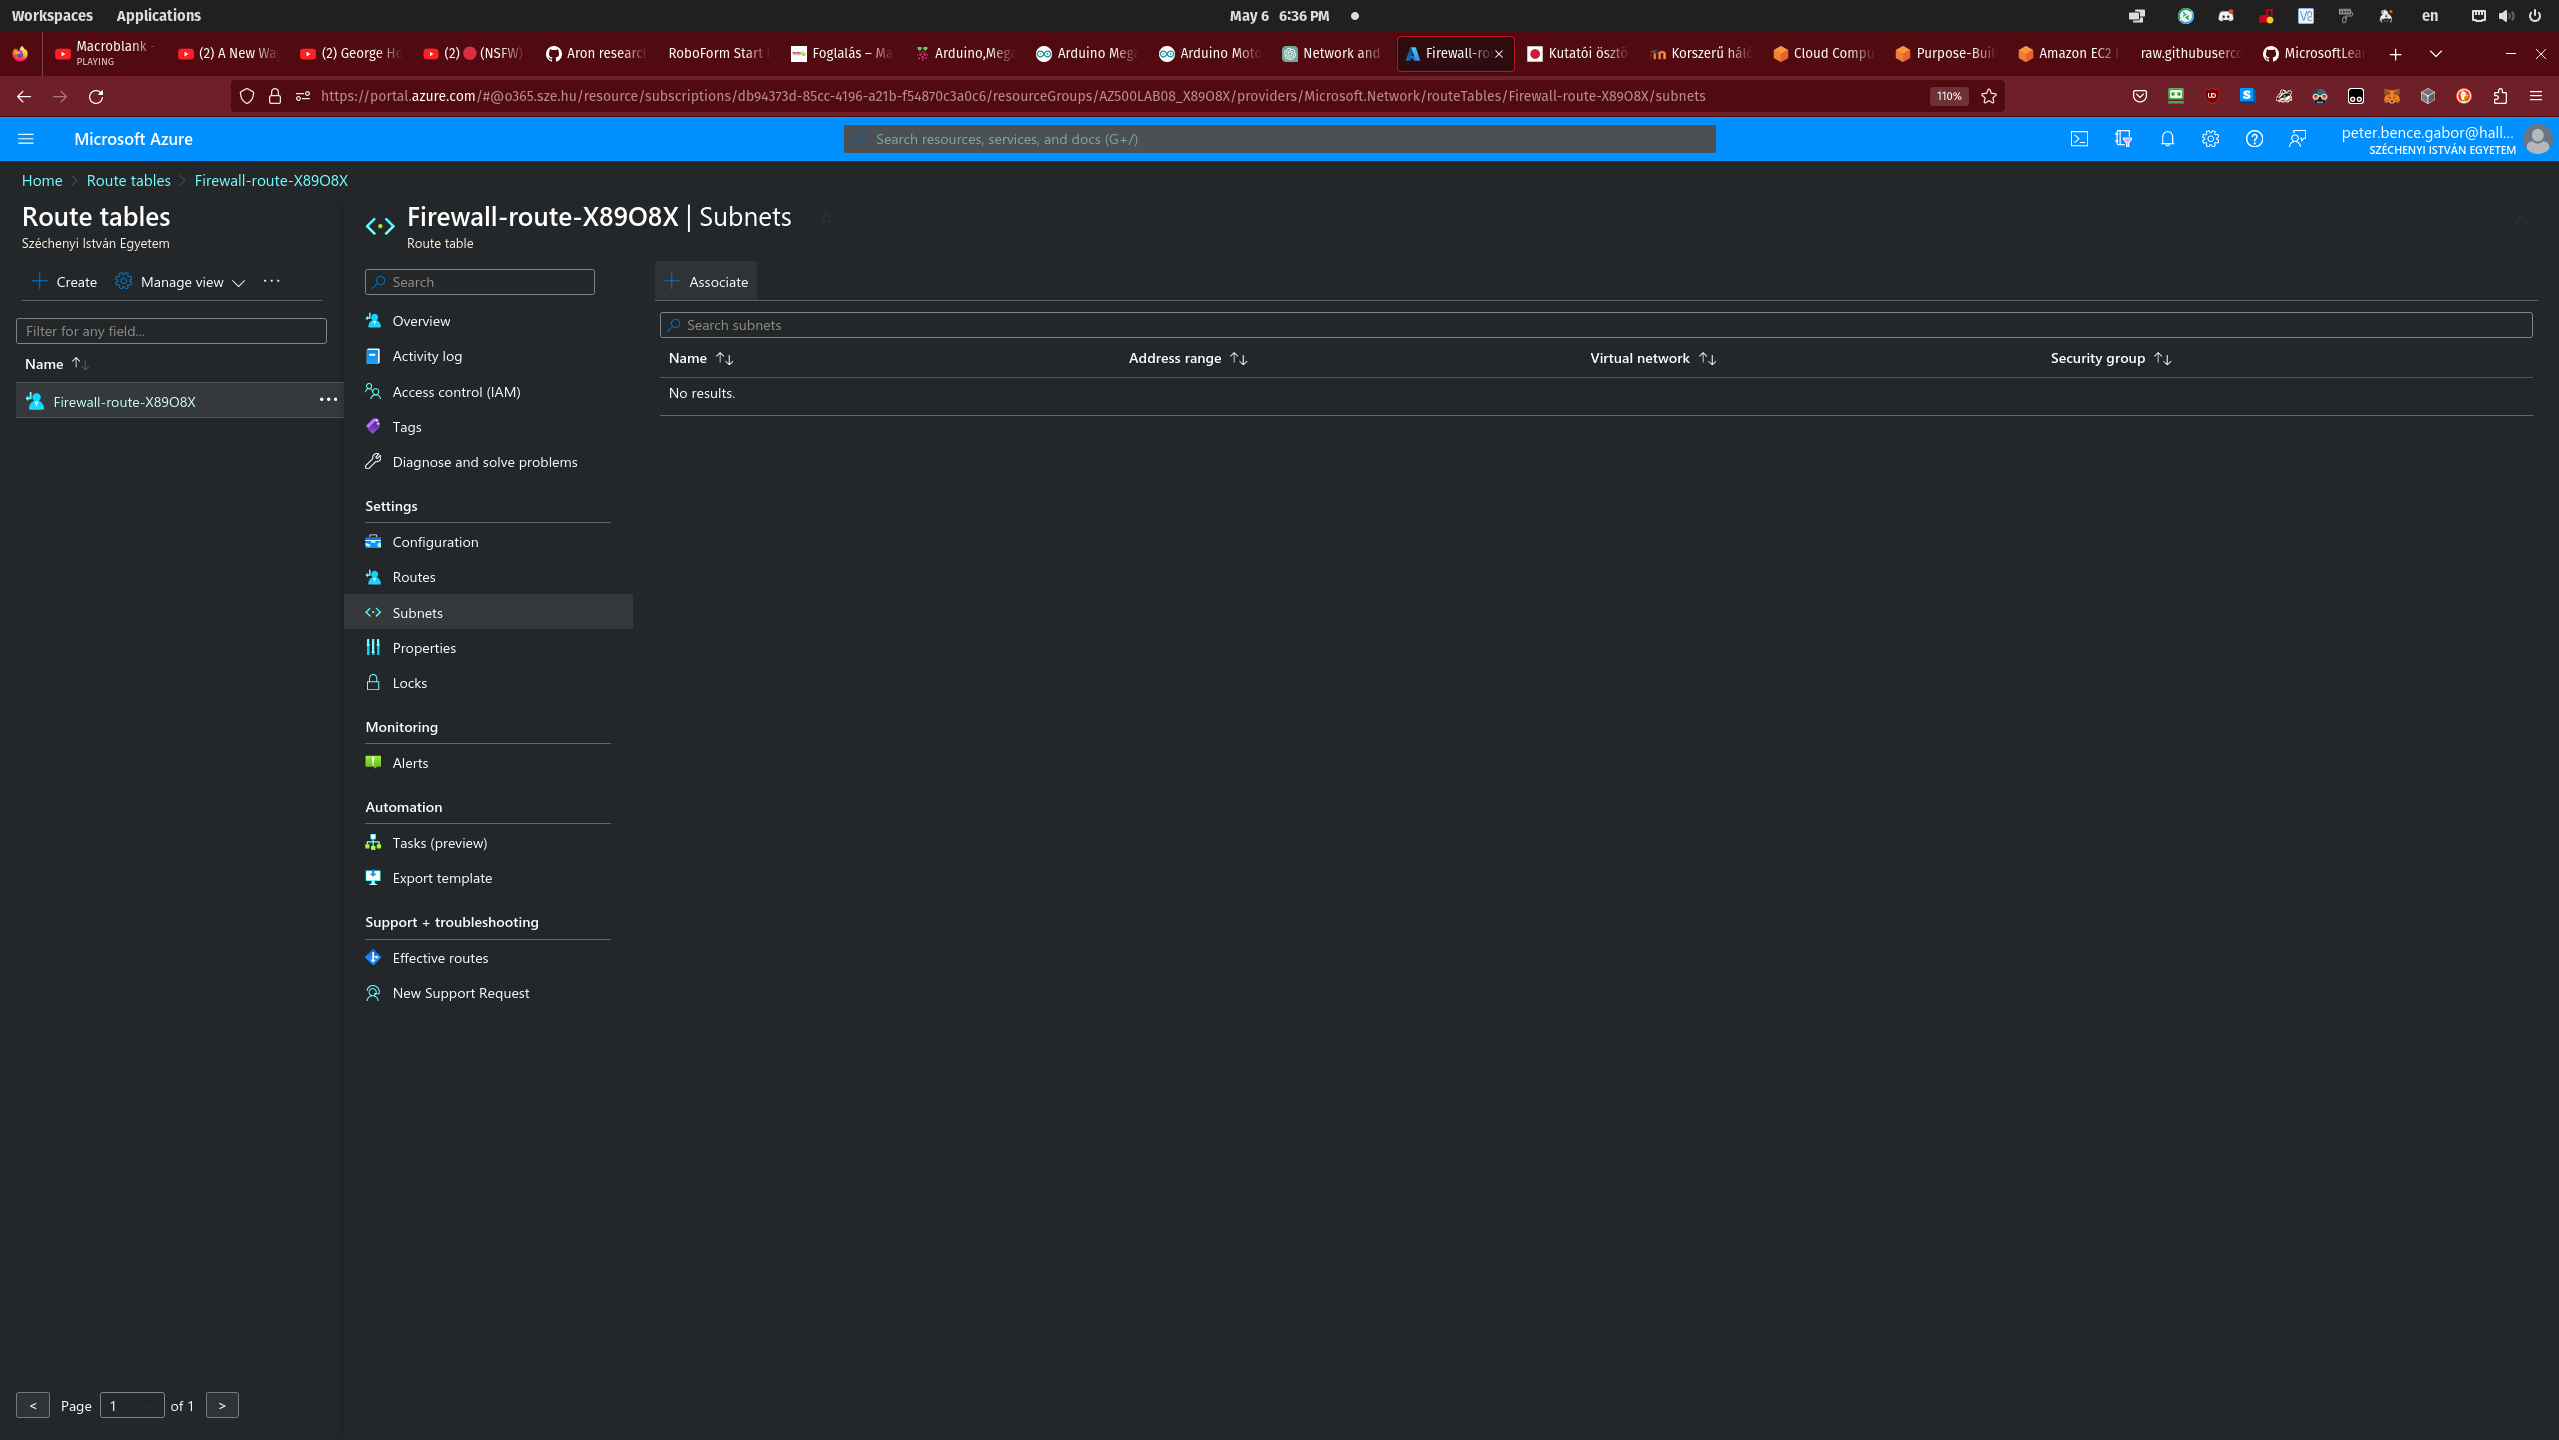 Workspaces Applications May 6 6:36 PM en
Macroblank - (2) A New Wa (2) George Ho (2) (NSFW) Aron research RoboForm Start Foglalás – Ma Arduino,Mega Arduino Mega Arduino Moto Network and Firewall-ro Kutatói ösztö Korszerű háló Cloud Compu Purpose-Buil Amazon EC2 raw.githubuserco MicrosoftLear
PLAYING
https://portal.azure.com/#@o365.sze.hu/resource/subscriptions/db94373d-85cc-4196-a21b-f54870c3a0c6/resourceGroups/AZ500LAB08_X89O8X/providers/Microsoft.Network/routeTables/Firewall-route-X89O8X/subnets 110%
Microsoft Azure Search resources, services, and docs (G+/) peter.bence.gabor@hall...
SZÉCHENYI ISTVÁN EGYETEM
Home Route tables Firewall-route-X89O8X
Route tables
Széchenyi István Egyetem
Create Manage view
Filter for any field...
Name
Firewall-route-X89O8X
< Page 1 of 1 >
Firewall-route-X89O8X | Subnets
Route table
Search
Overview
Activity log
Access control (IAM)
Tags
Diagnose and solve problems
Settings
Configuration
Routes
Subnets
Properties
Locks
Monitoring
Alerts
Automation
Tasks (preview)
Export template
Support + troubleshooting
Effective routes
New Support Request
Associate
Search subnets
Name Address range Virtual network Security group
No results.